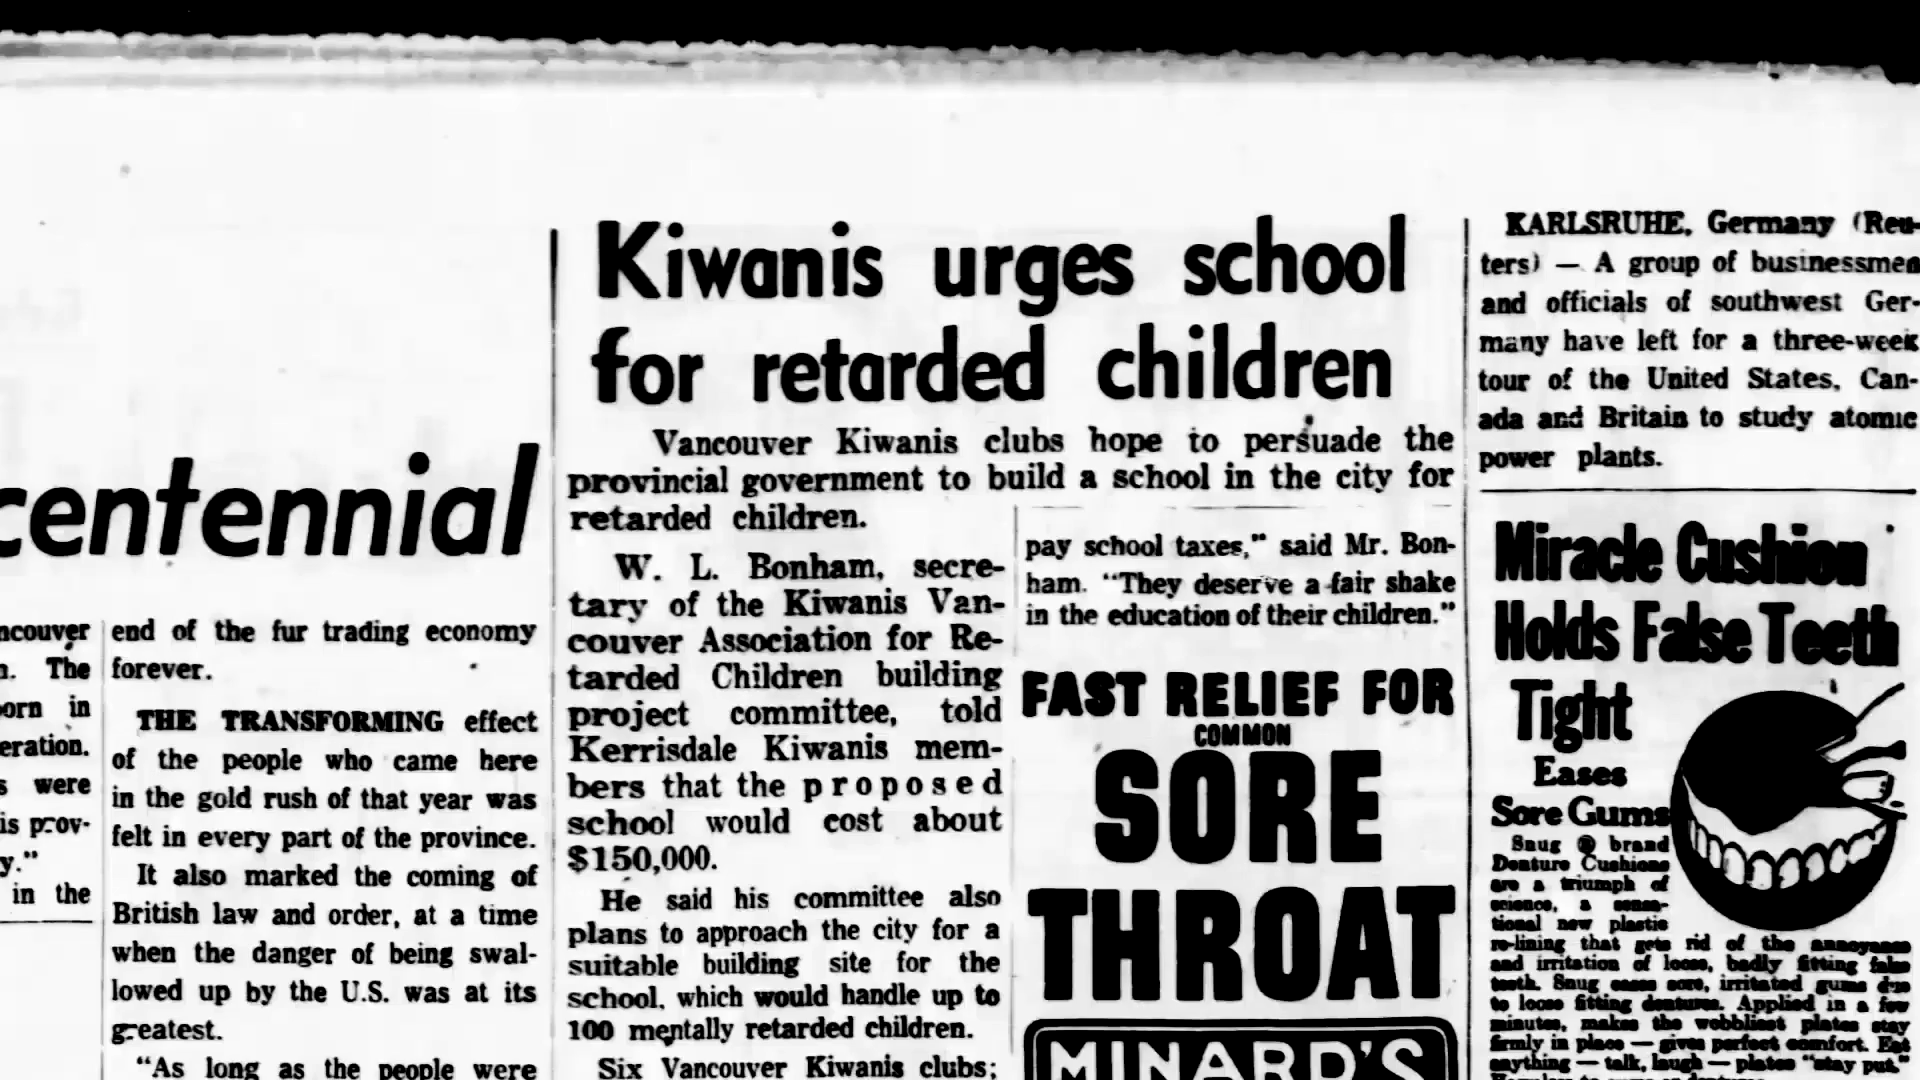 centennial
ncouver
The
orn in
eration.
s were
is prov-
y."
in the
end of the fur trading economy
forever.
THE TRANSFORMING effect
of the people who came here
in the gold rush of that year was
felt in every part of the province.
It also marked the coming of
British law and order, at a time
when the danger of being swal-
lowed up by the U.S. was at its
greatest.
"As long as the people were
Kiwanis urges school
for retarded children
Vancouver Kiwanis clubs hope to persuade the
provincial government to build a school in the city for
retarded children.
W. L. Bonham, secre-
tary of the Kiwanis Van-
couver Association for Re-
tarded Children building
project committee, told
Kerrisdale Kiwanis mem-
bers that the proposed
school would cost about
$150,000.
He said his committee also
plans to approach the city for a
suitable building site for the
school, which would handle up to
100 mentally retarded children.
Six Vancouver Kiwanis clubs;
pay school taxes," said Mr. Bon-
ham. "They deserve a fair shake
in the education of their children."
FAST RELIEF FOR
COMMON
SORE
THROAT
MINARD'S
KARLSRUHE, Germany (Reu-
ters) — A group of businessmen
and officials of southwest Ger-
many have left for a three-week
tour of the United States, Can-
ada and Britain to study atomic
power plants.
Miracle Cushion
Holds False Teeth
Tight
Eases
Sore Gums
Snug ® brand
Denture Cushions
are a triumph of
science, a sensa-
tional new plastic
re-lining that gets rid of the annoyance
and irritation of loose, badly fitting false
teeth. Snug eases sore, irritated gums due
to loose fitting dentures. Applied in a few
minutes, makes the wobbliest plates stay
firmly in place — gives perfect comfort. Eat
anything — talk, laugh — plates "stay put."